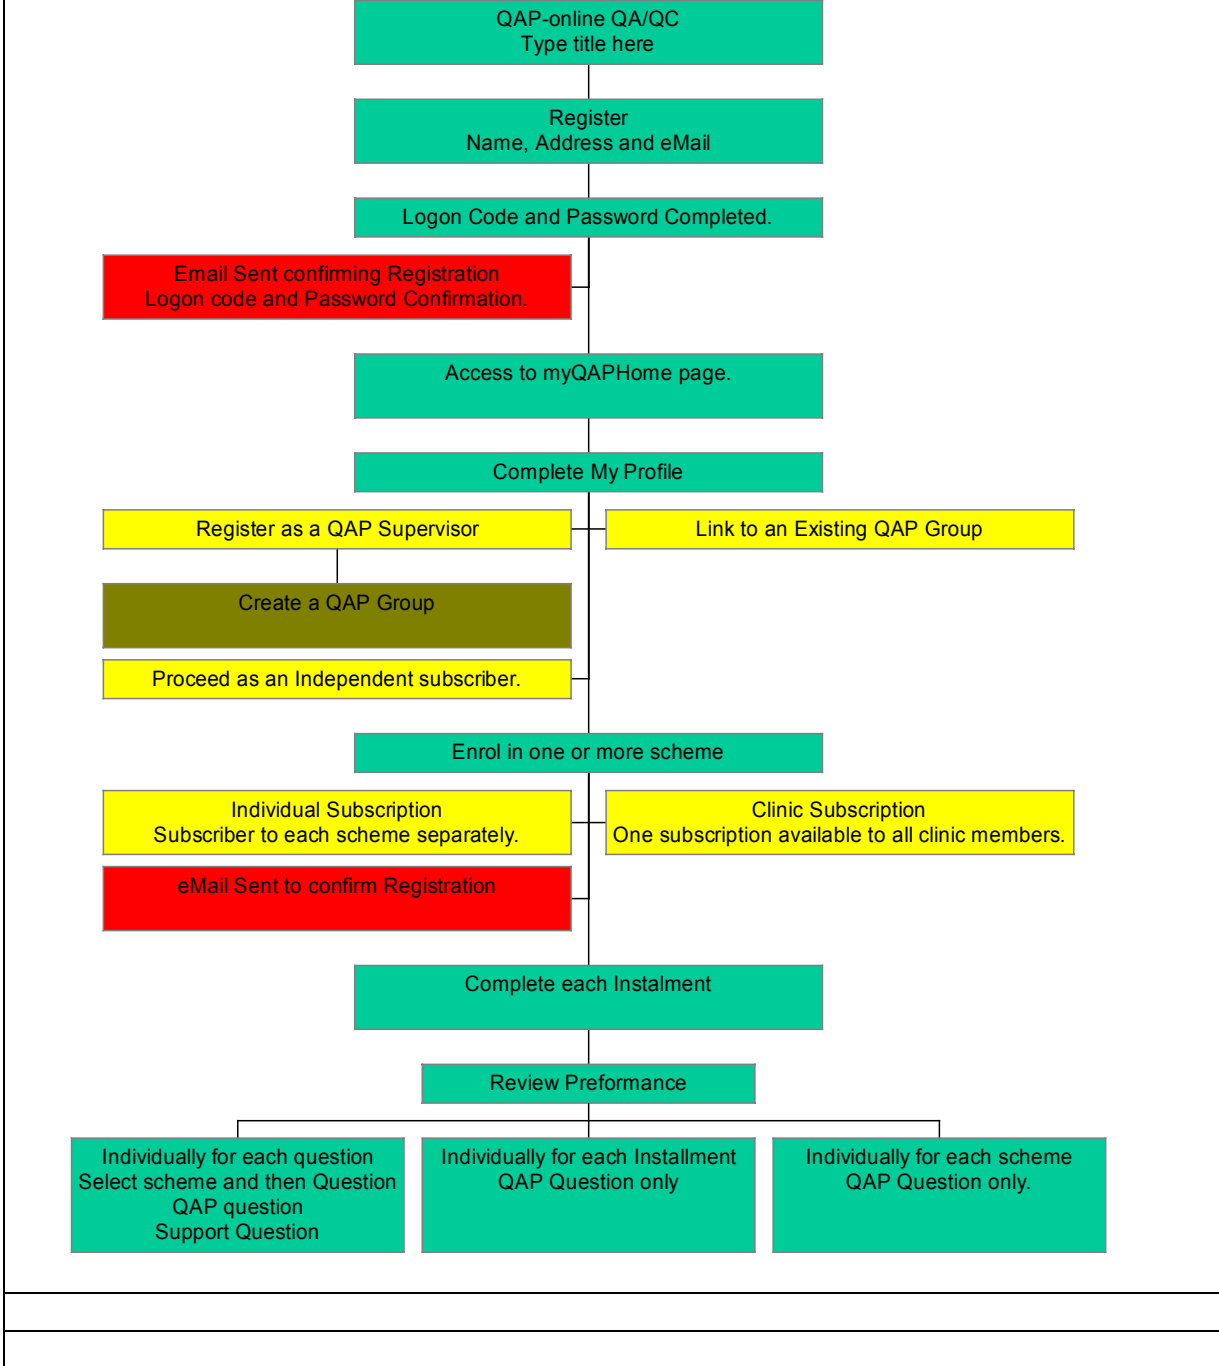 QAP-online QA/QC
Type title here
Register
Name, Address and eMail
Logon Code and Password Completed.
Email Sent confirming Registration
Logon code and Password Confirmation.
Access to myQAPHome page.
Complete My Profile
Register as a QAP Supervisor
Link to an Existing QAP Group
Create a QAP Group
Proceed as an Independent subscriber.
Enrol in one or more scheme
Individual Subscription
Subscriber to each scheme separately.
Clinic Subscription
One subscription available to all clinic members.
eMail Sent to confirm Registration
Complete each Instalment
Review Preformance
Individually for each question
Select scheme and then Question
QAP question
Support Question
Individually for each Installment
QAP Question only
Individually for each scheme
QAP Question only.